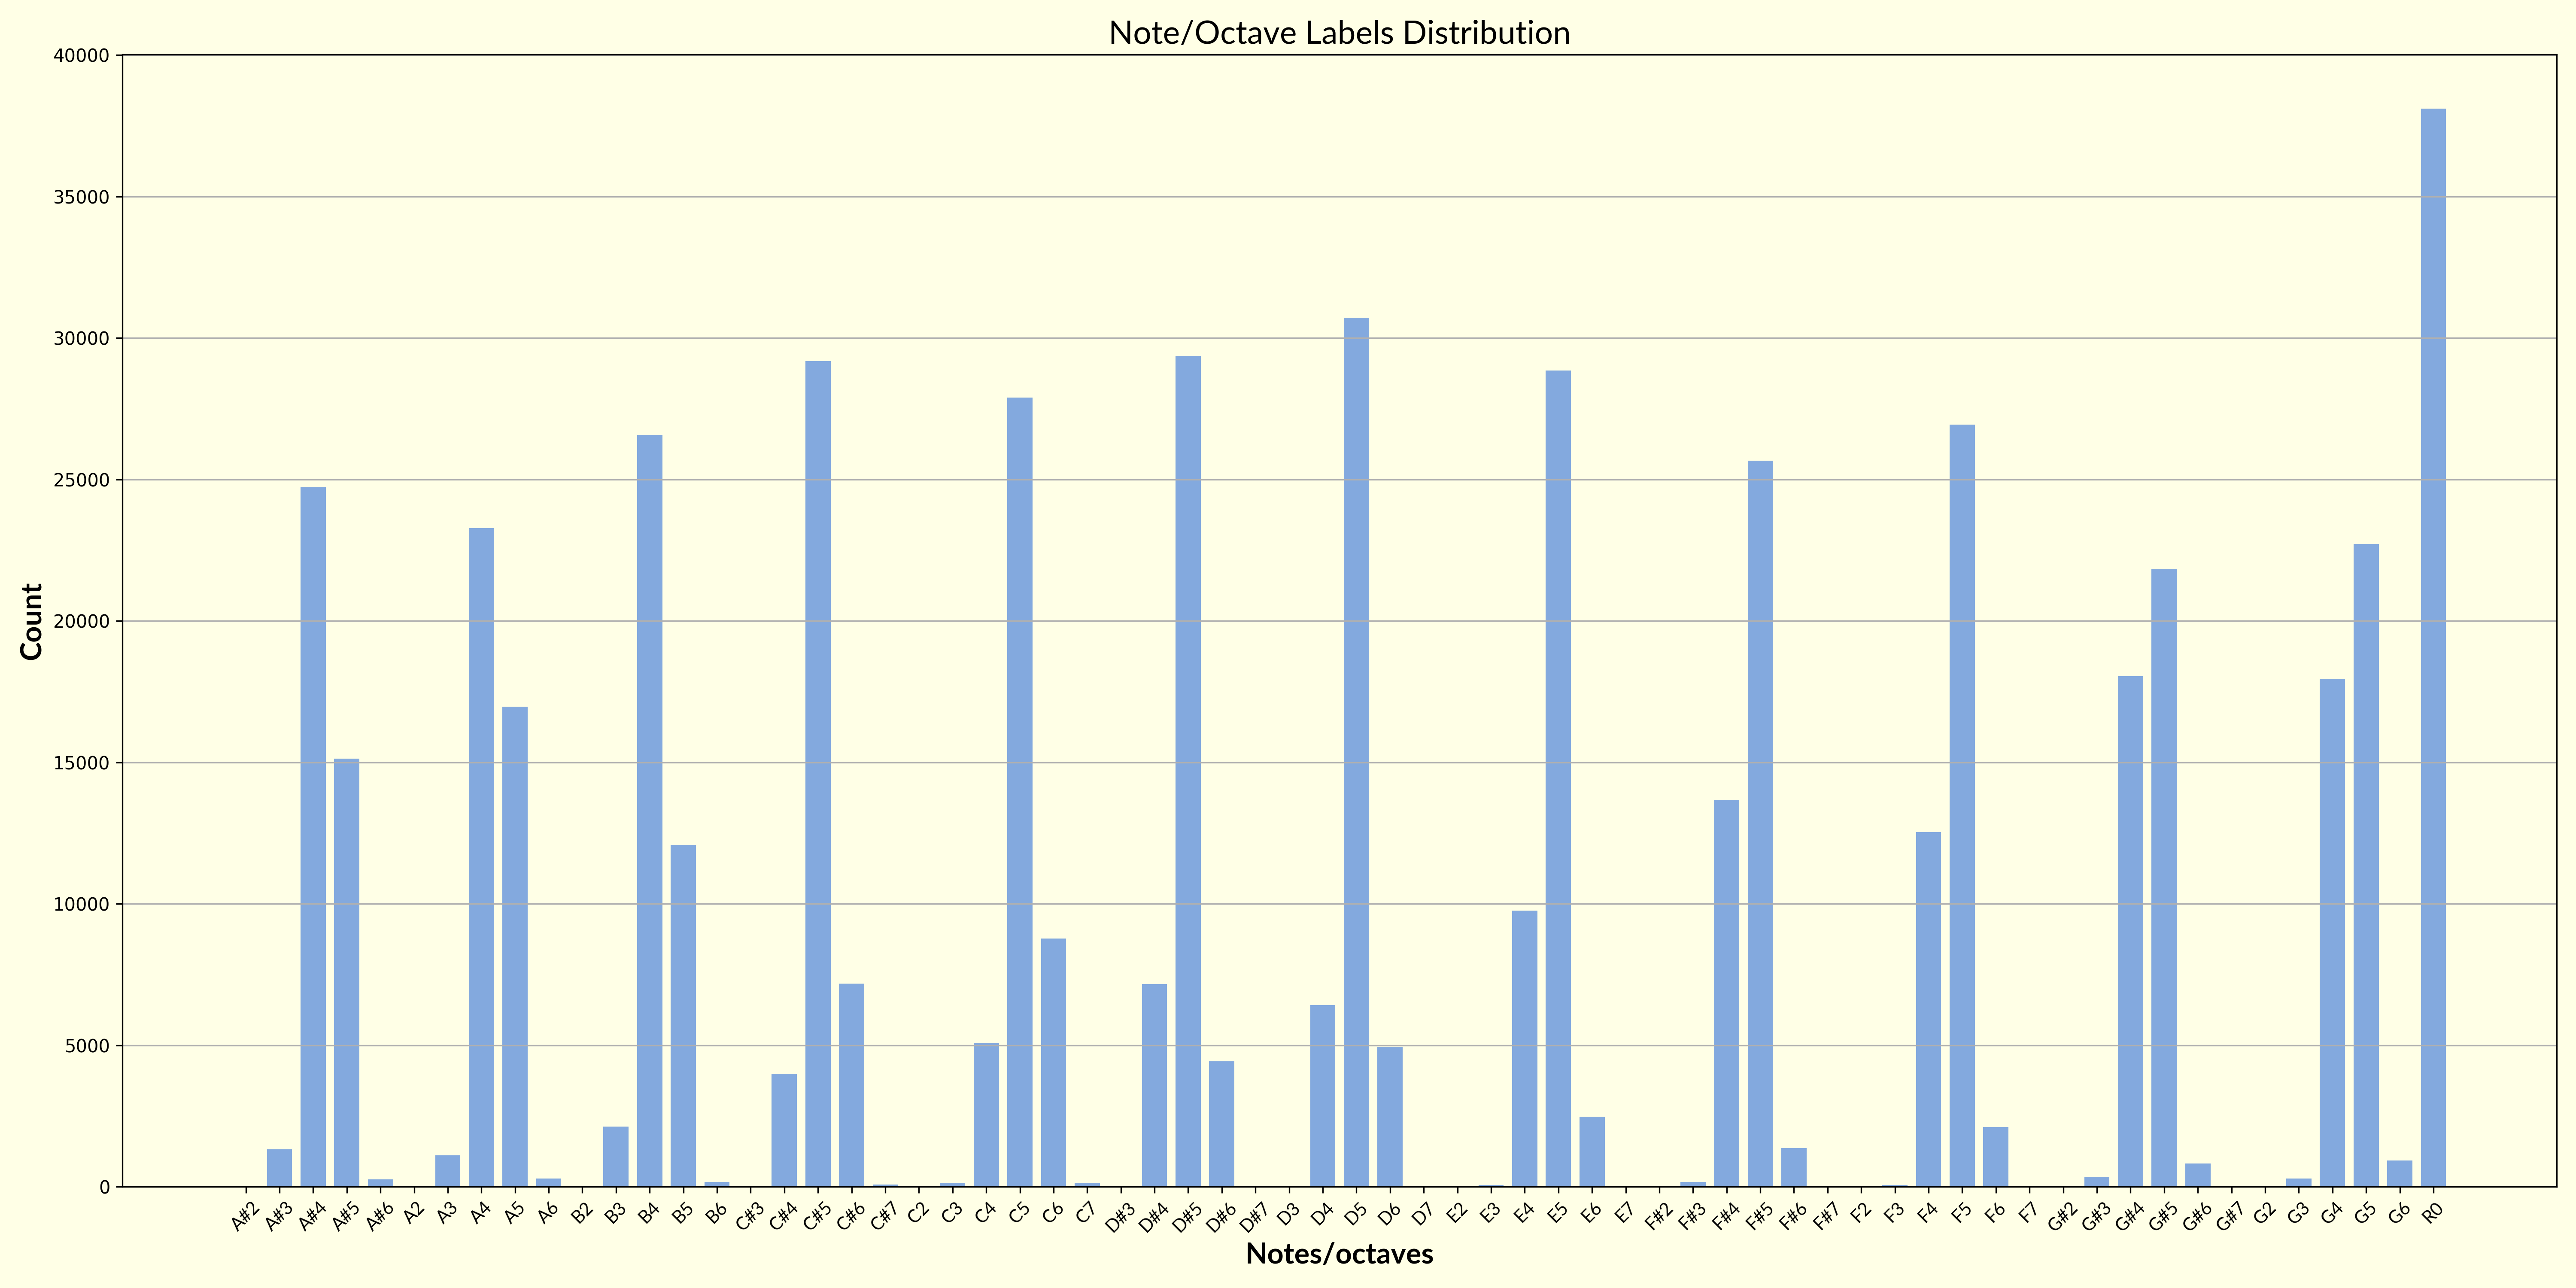 Note/Octave Labels Distribution
40000
35000
30000
25000
20000
15000
10000
5000
0
Count
A#2 A#3 A#4 A#5 A#6 A2 A3 A4 A5 A6 B2 B3 B4 B5 B6 C#3 C#4 C#5 C#6 C#7 C2 C3 C4 C5 C6 C7 D#3 D#4 D#5 D#6 D#7 D3 D4 D5 D6 D7 E2 E3 E4 E5 E6 E7 F#2 F#3 F#4 F#5 F#6 F#7 F2 F3 F4 F5 F6 F7 G#2 G#3 G#4 G#5 G#6 G#7 G2 G3 G4 G5 G6 R0
Notes/octaves